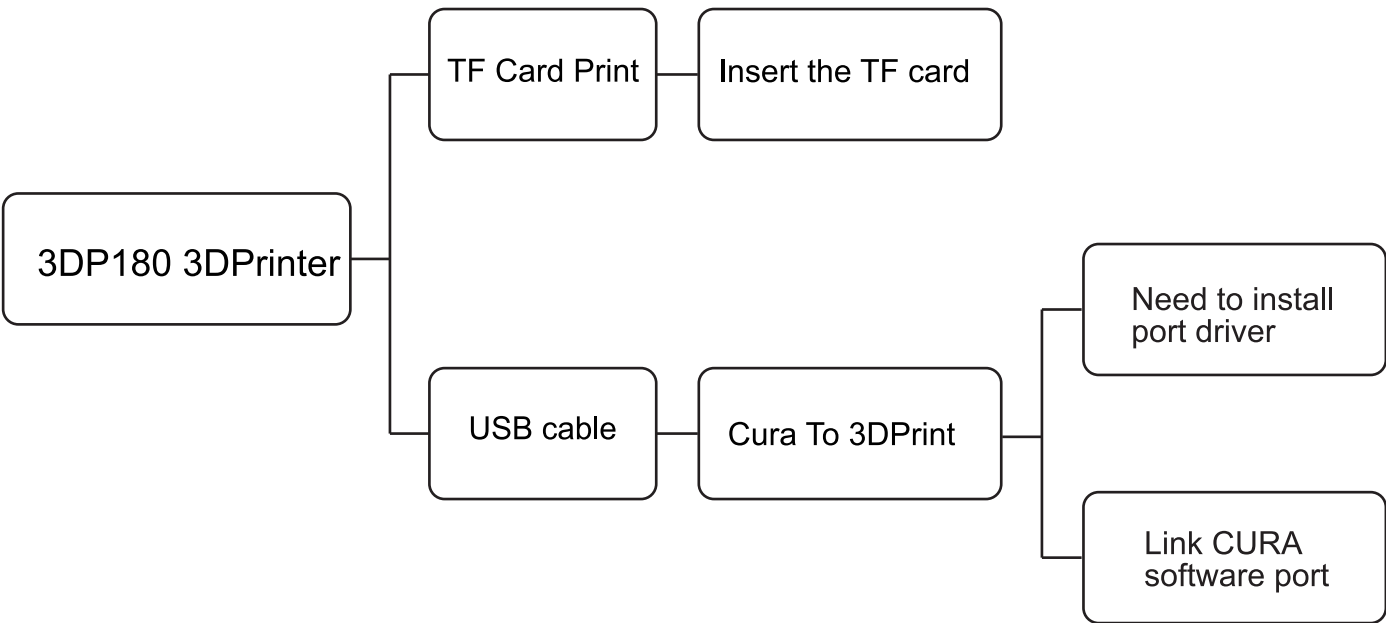 TF Card Print
Insert the TF card
3DP180 3DPrinter
Need to install
port driver
USB cable
Cura To 3DPrint
Link CURA
software port